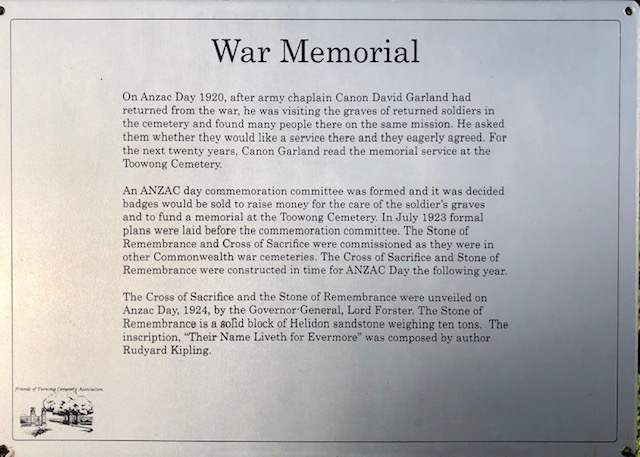 War Memorial
On Anzac Day 1920, after army chaplain Canon David Garland had
returned from the war, he was visiting the graves of returned soldiers in
the cemetery and found many people there on the same mission. He asked
them whether they would like a service there and they eagerly agreed. For
the next twenty years, Canon Garland read the memorial service at the
Toowong Cemetery.
An ANZAC day commemoration committee was formed and it was decided
badges would be sold to raise money for the care of the soldier's graves
and to fund a memorial at the Toowong Cemetery. In July 1923 formal
plans were laid before the commemoration committee. The Stone of
Remembrance and Cross of Sacrifice were commissioned as they were in
other Commonwealth war cemeteries. The Cross of Sacrifice and Stone of
Remembrance were constructed in time for ANZAC Day the following year.
The Cross of Sacrifice and the Stone of Remembrance were unveiled on
Anzac Day, 1924, by the Governor-General, Lord Forster. The Stone of
Remembrance is a solid block of Helidon sandstone weighing ten tons. The
inscription, "Their Name Liveth for Evermore" was composed by author
Rudyard Kipling.
Friends of Toowong Cemetery Association